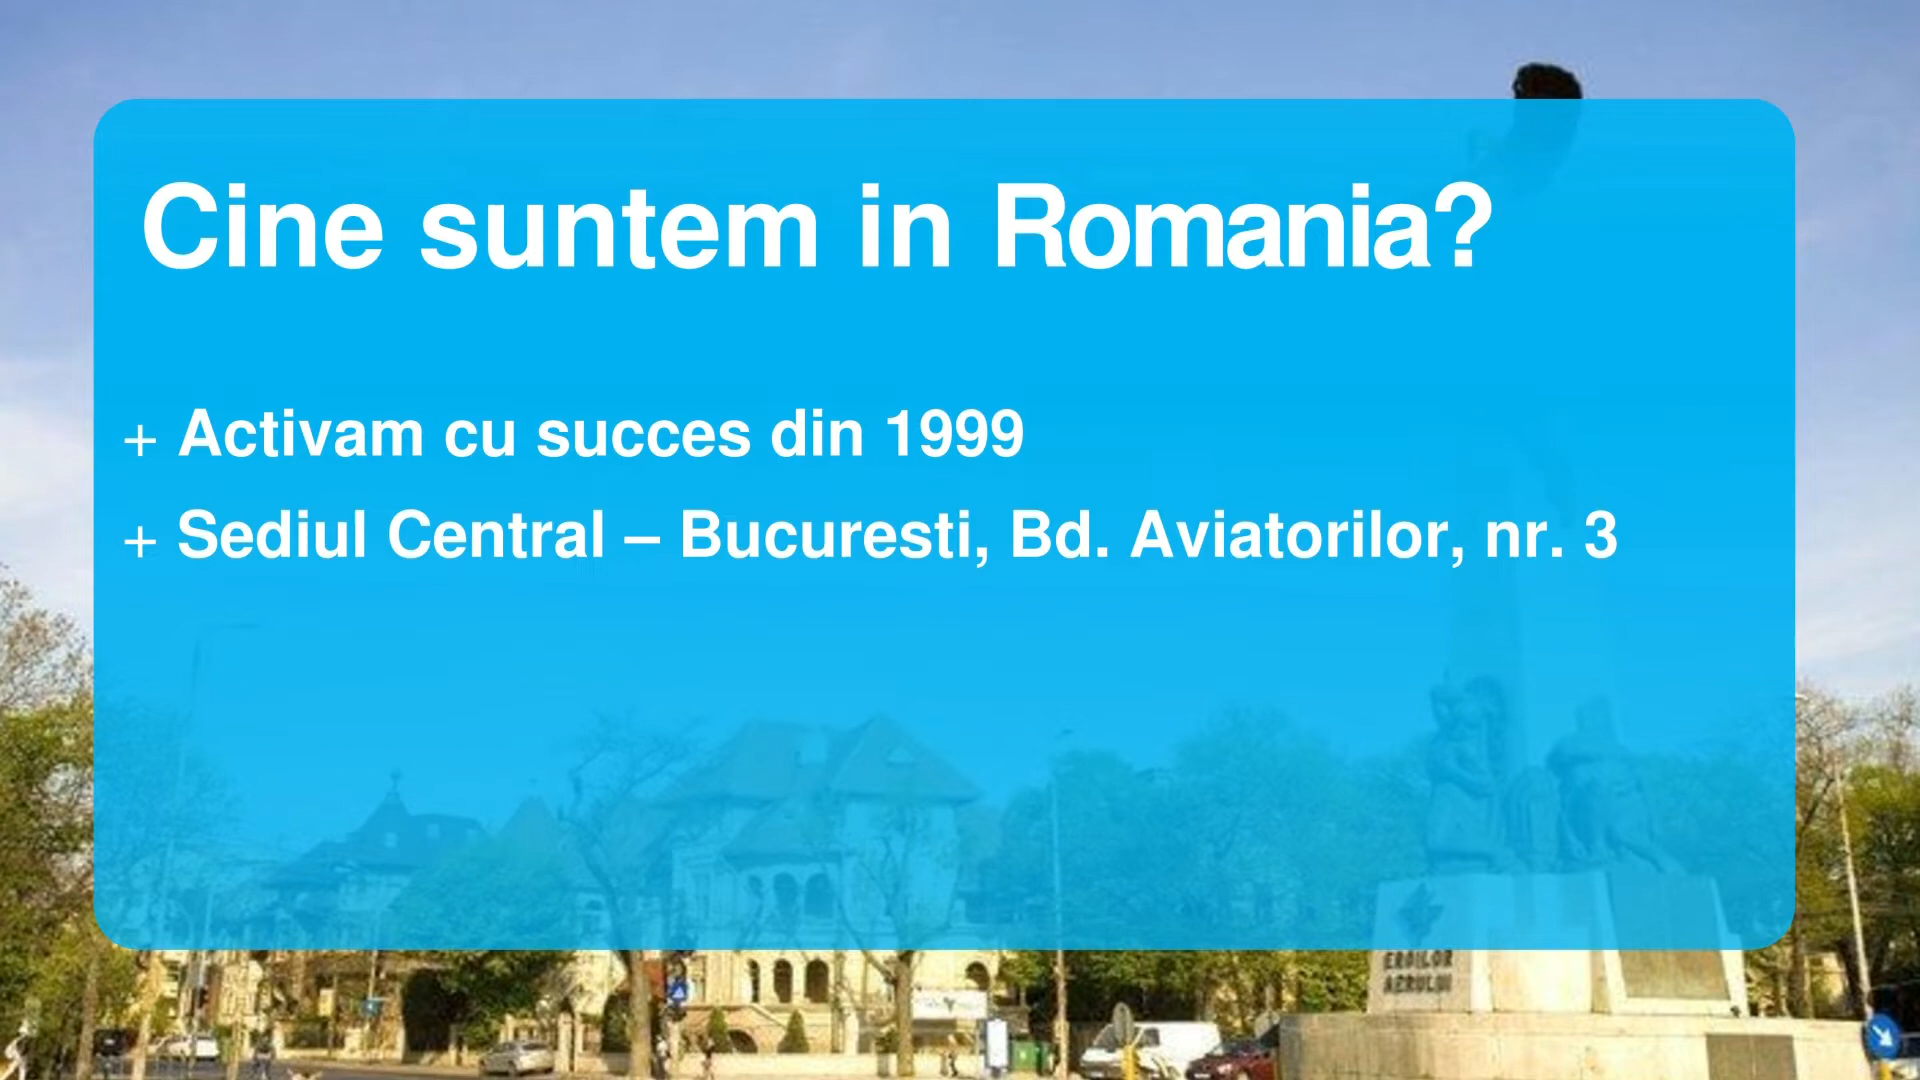 Cine suntem in Romania?
+ Activam cu succes din 1999
+ Sediul Central – Bucuresti, Bd. Aviatorilor, nr. 3
EROILOR
AERULUI